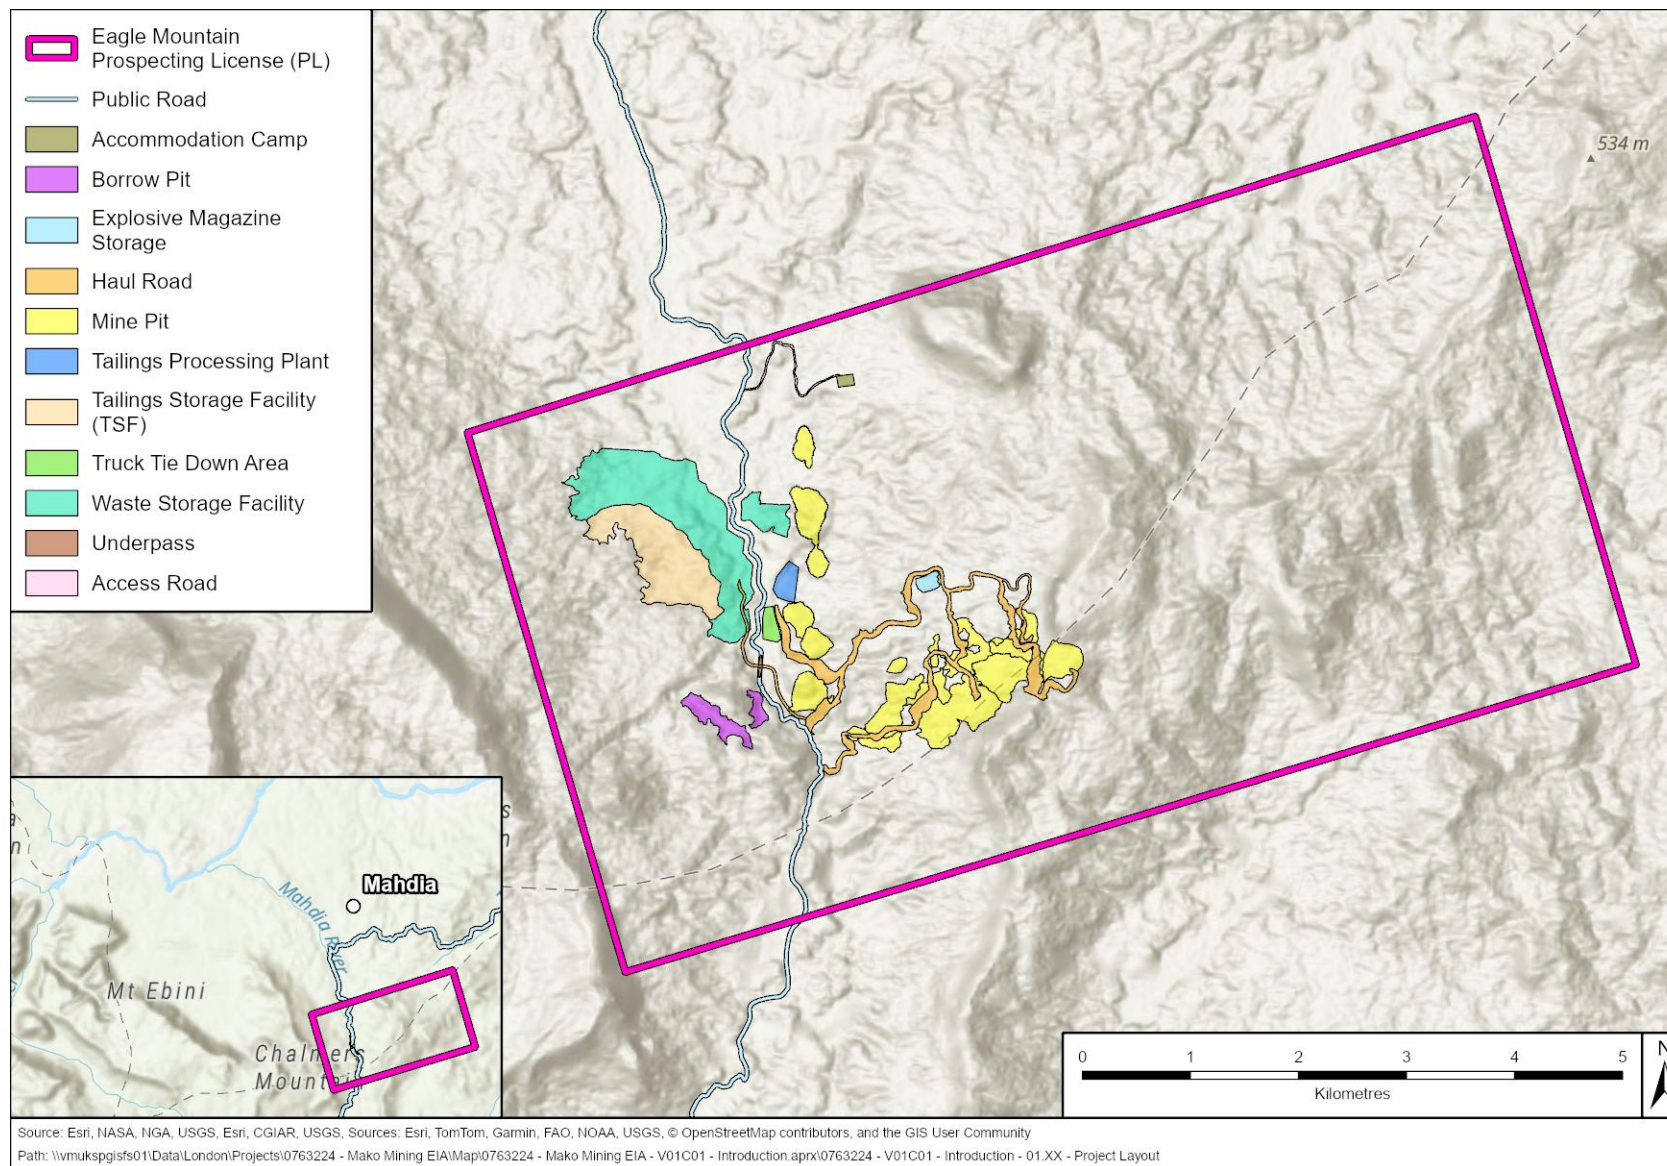 Eagle Mountain
Prospecting License (PL)
Public Road
Accommodation Camp
Borrow Pit
Explosive Magazine
Storage
Haul Road
Mine Pit
Tailings Processing Plant
Tailings Storage Facility
(TSF)
Truck Tie Down Area
Waste Storage Facility
Underpass
Access Road
534 m
s
n
a
n
Mahdia
Mahdia River
Mt Ebini
Chalmers
Mountain
0 1 2 3 4 5
Kilometres
N
Source: Esri, NASA, NGA, USGS, Esri, CGIAR, USGS, Sources: Esri, TomTom, Garmin, FAO, NOAA, USGS, © OpenStreetMap contributors, and the GIS User Community
Path: \\vmukspgisfs01\Data\London\Projects\0763224 - Mako Mining EIA\Map\0763224 - Mako Mining EIA - V01C01 - Introduction.aprx\0763224 - V01C01 - Introduction - 01.XX - Project Layout